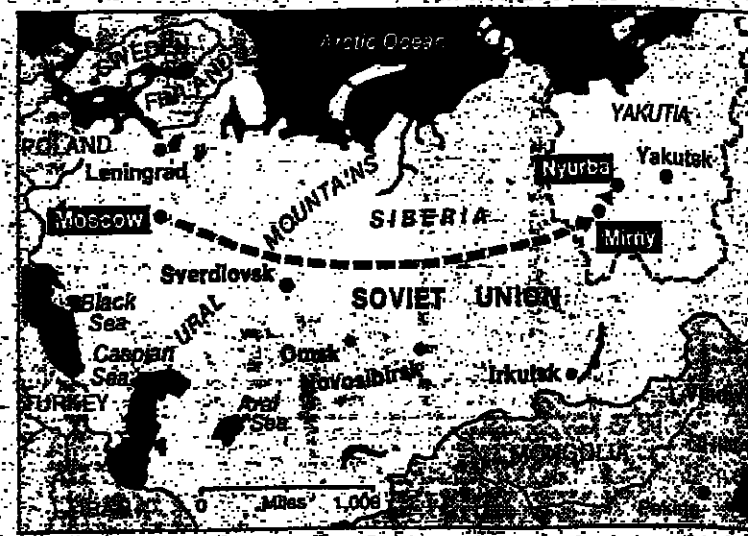 Arctic Ocean
SWEDEN
FINLAND
YAKUTIA
POLAND
Leningrad
Nyurba
Yakutsk
MOUNTAINS
SIBERIA
Moscow
Mirny
Sverdlovsk
SOVIET UNION
Black
Sea
URAL
Caspian
Sea
Omsk
Novosibirsk
Irkutsk
TURKEY
Aral
Sea
MONGOLIA
0 Miles 1,000